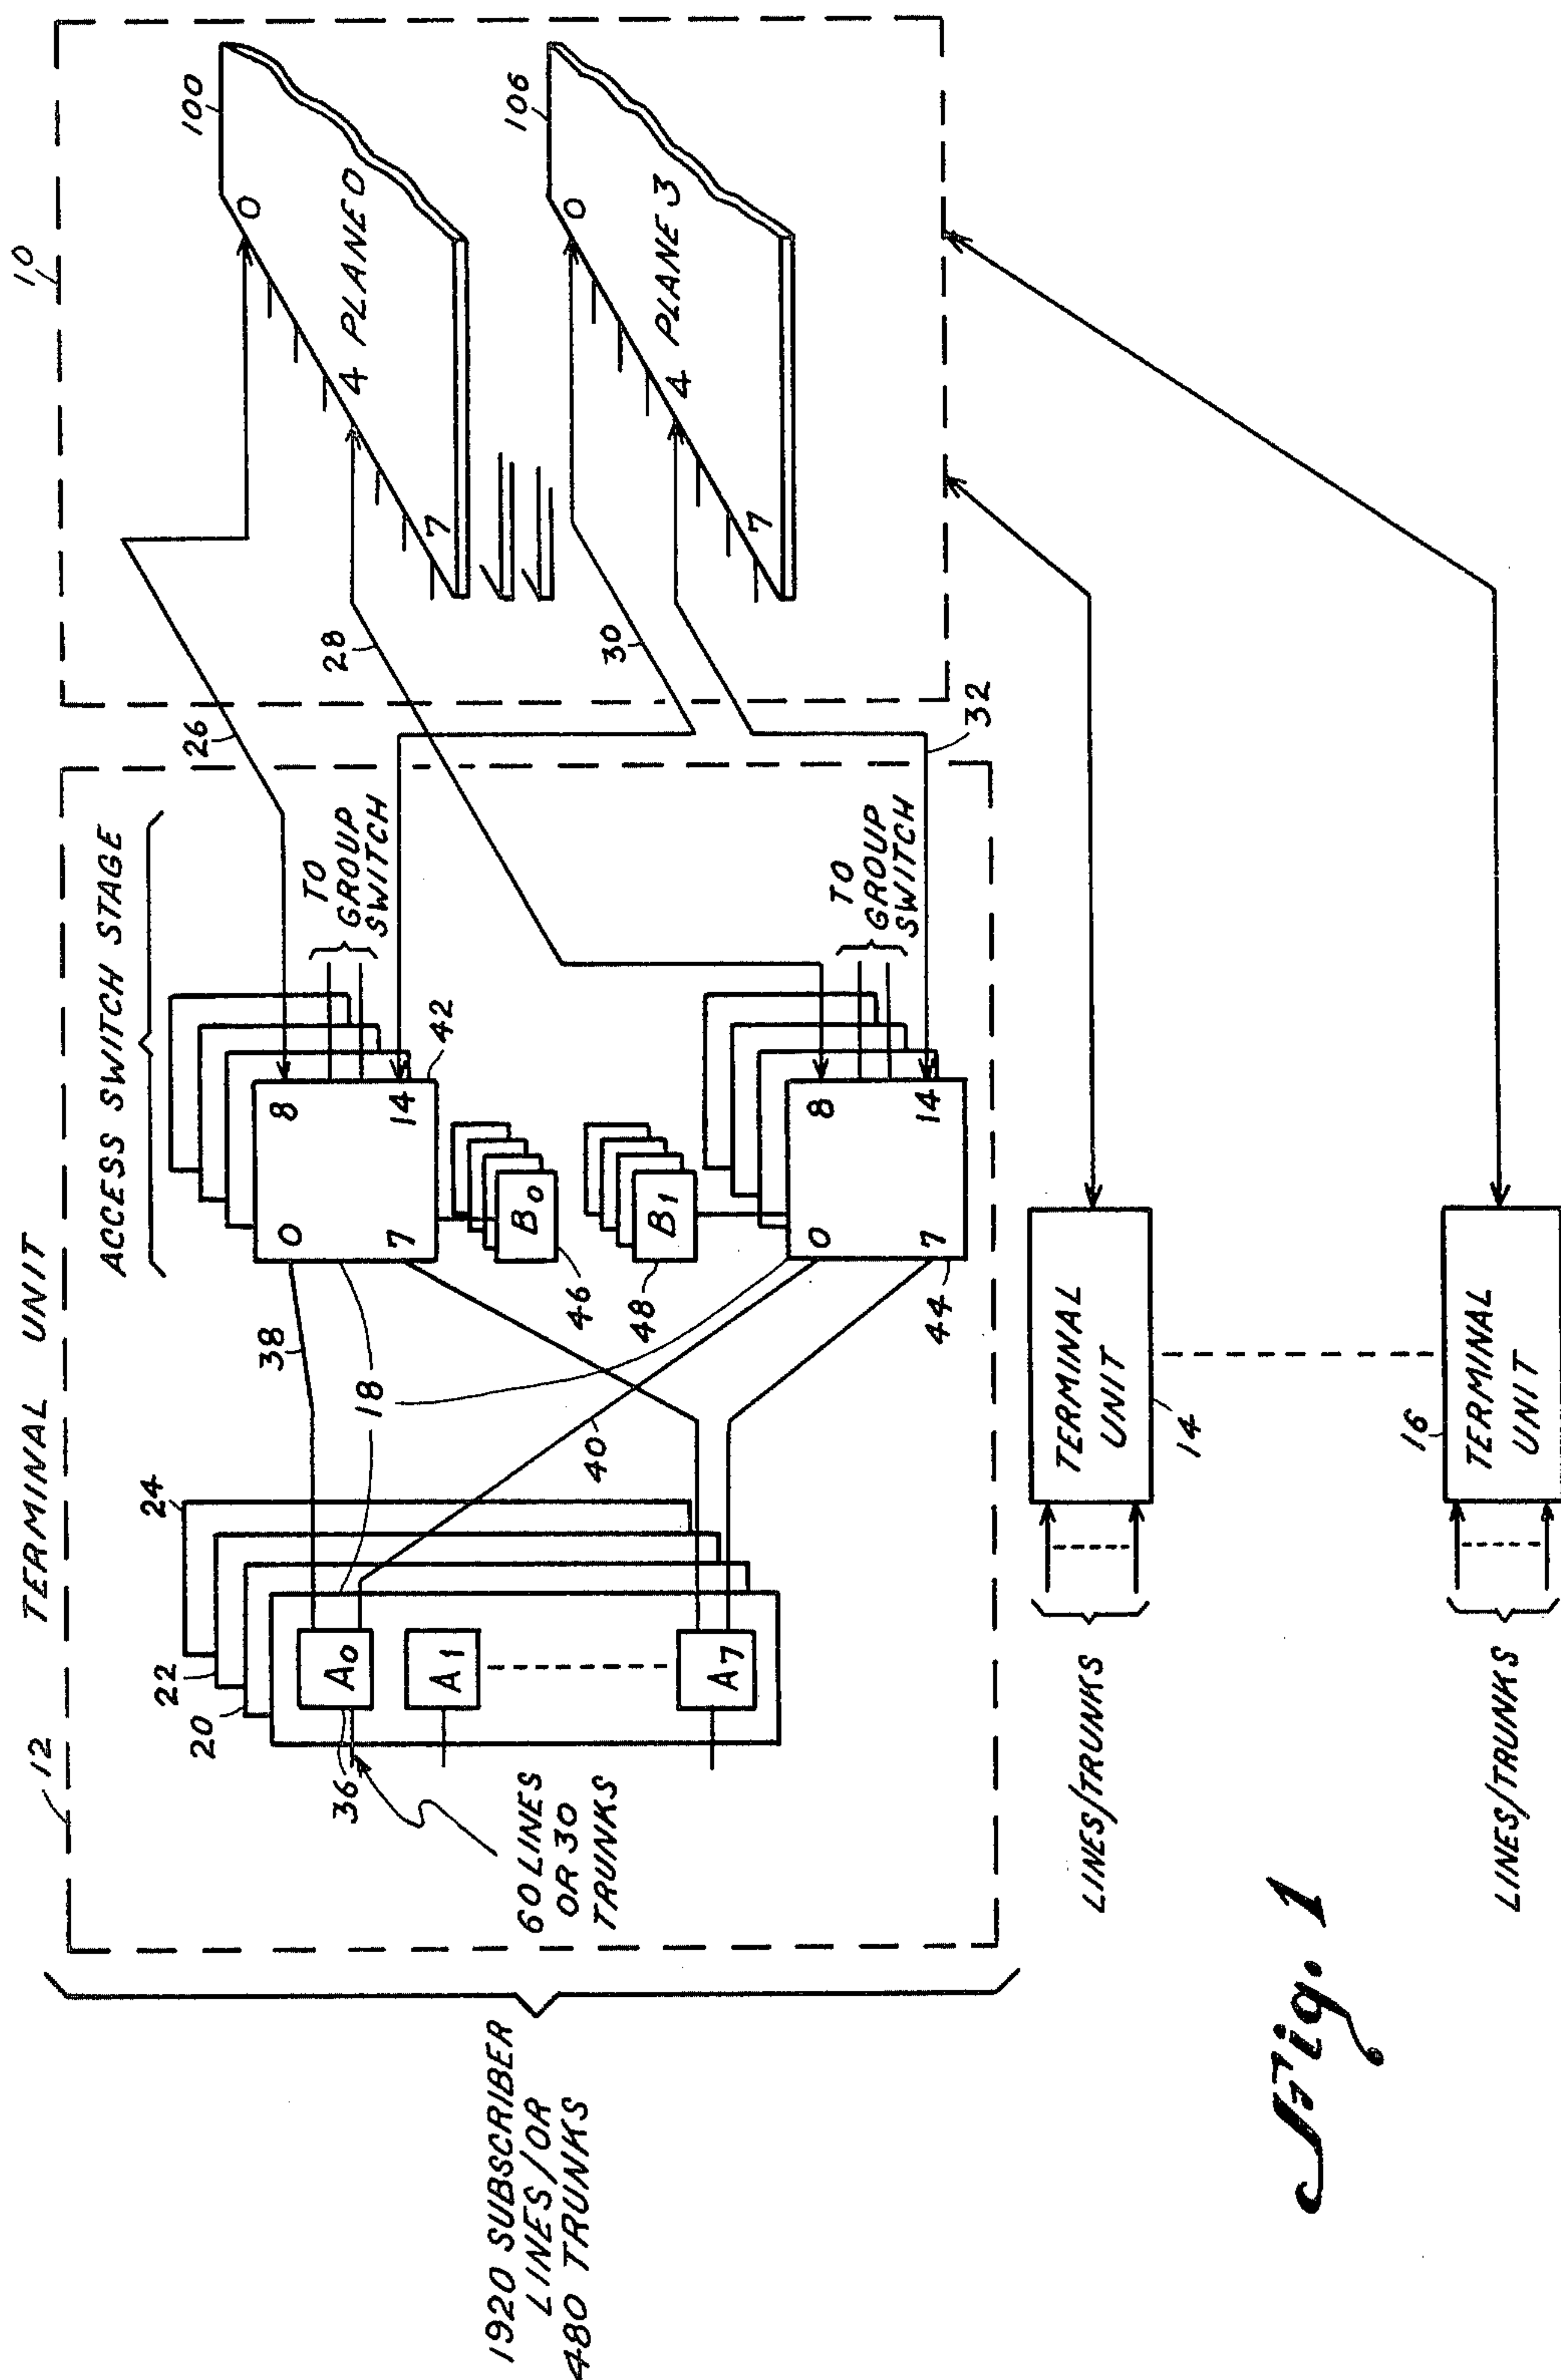 10
12
TERMINAL UNIT
ACCESS SWITCH STAGE
26
28
30
32
100
0
4 PLANE 0
7
106
0
4 PLANE 3
7
24
22
20
38
18
40
36
A0
A1
A7
60 LINES
OR 30
TRUNKS
0
8
7
14
42
TO
GROUP
SWITCH
B0
46
B1
48
0
8
7
14
44
TO
GROUP
SWITCH
1920 SUBSCRIBER
LINES/OR
480 TRUNKS
TERMINAL
UNIT
14
LINES/TRUNKS
TERMINAL
UNIT
16
LINES/TRUNKS
Fig. 1